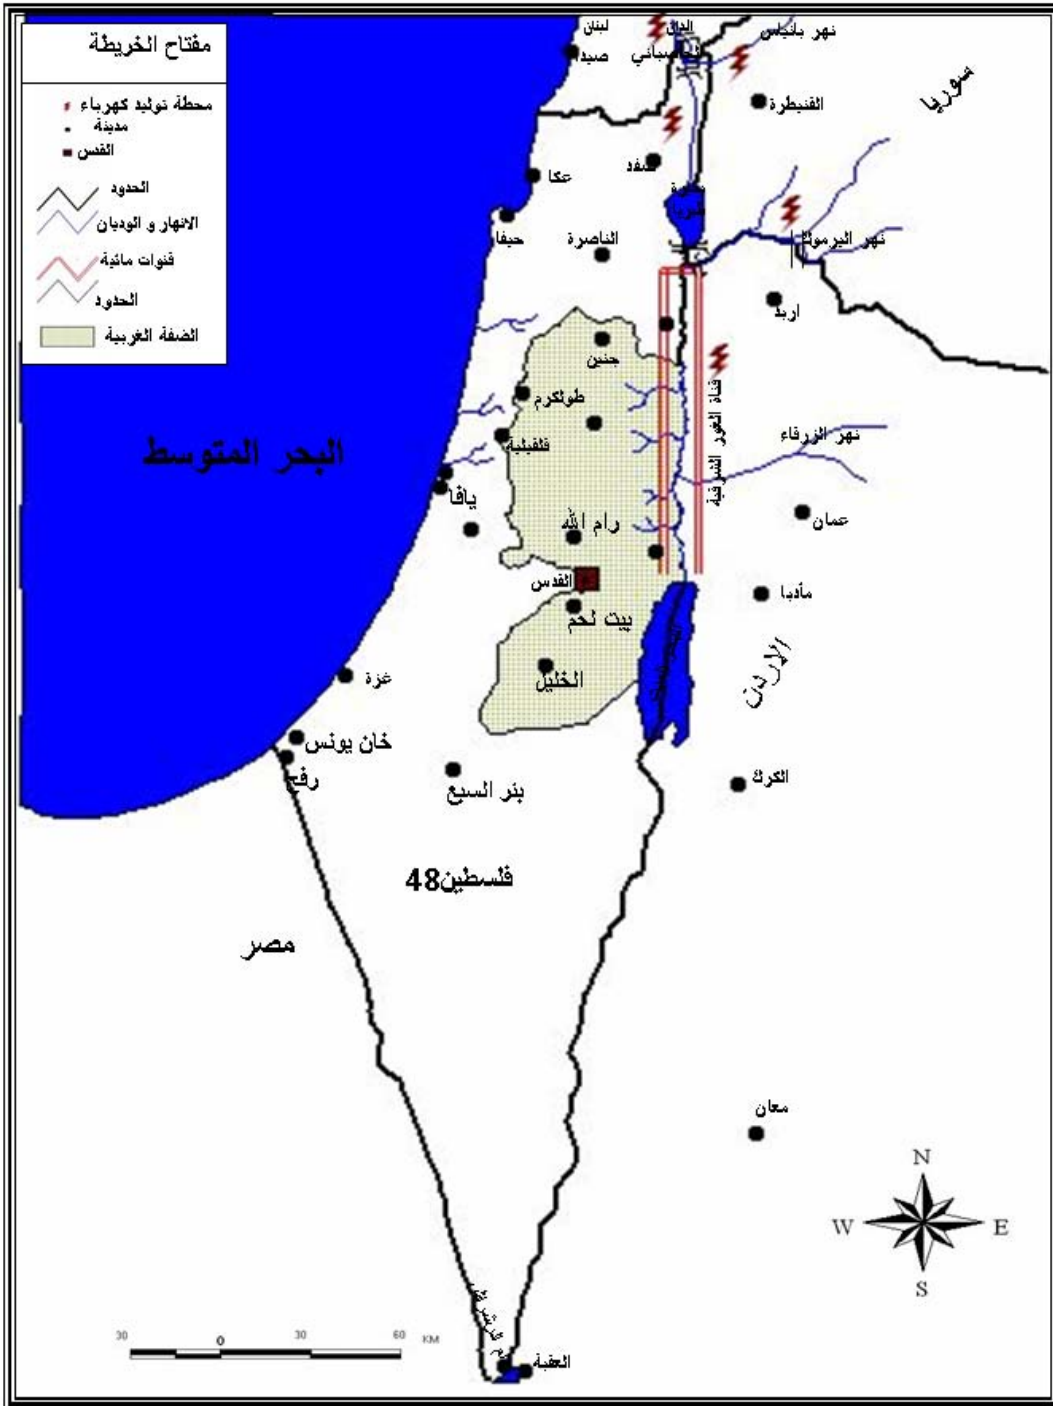 مفتاح الخريطة
محطة توليد كهرباء
مدينة
القدس
الحدود
الانهار و الوديان
قنوات مائية
الحدود
الضفة الغربية
لبنان
صيدا
الدان
نهر بانياس
سوريا
القنيطرة
صفد
عكا
حيفا
الناصرة
نهر اليرموك
اربد
جنين
طولكرم
قلقيلية
قناة الغور الشرقية
نهر الزرقاء
البحر المتوسط
يافا
رام الله
عمان
القدس
مأدبا
بيت لحم
الاردن
الخليل
غزة
خان يونس
رفح
بئر السبع
الكرك
فلسطين48
مصر
معان
N
W
E
S
30
0
30
60
KM
العقبة